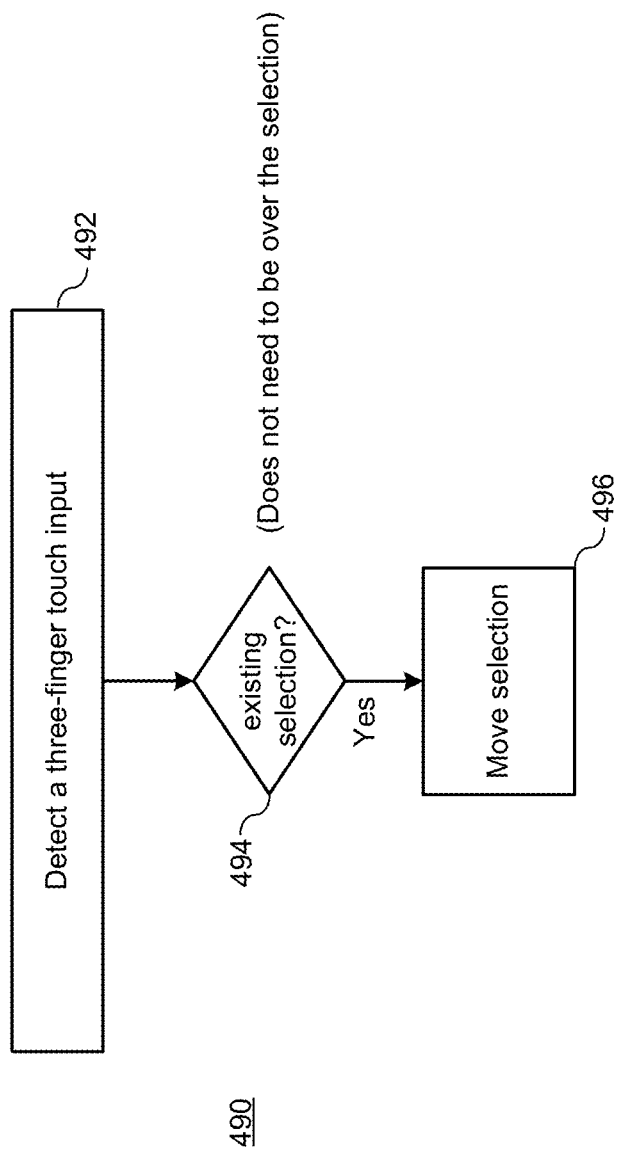 490
Detect a three-finger touch input
492
494
existing
selection?
(Does not need to be over the selection)
Yes
Move selection
496